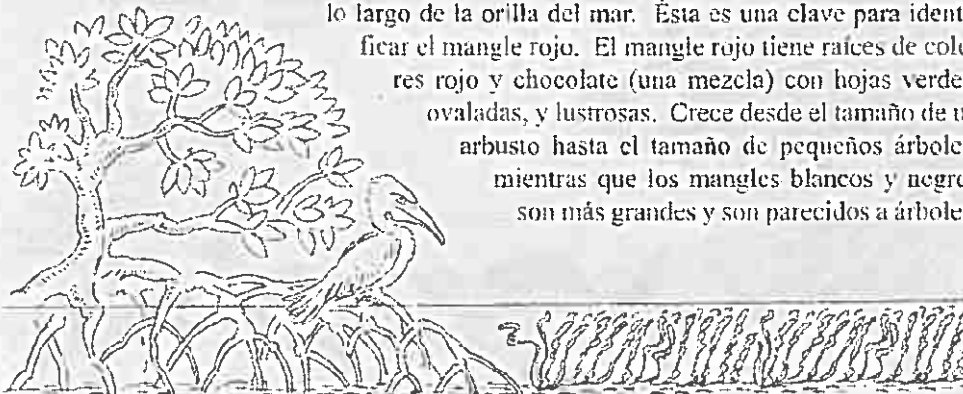 lo largo de la orilla del mar. Ésta es una clave para ident
ficar el mangle rojo. El mangle rojo tiene raíces de colo
res rojo y chocolate (una mezcla) con hojas verde
ovaladas, y lustrosas. Crece desde el tamaño de u
arbusto hasta el tamaño de pequeños árbole
mientras que los mangles blancos y negro
son más grandes y son parecidos a árbole